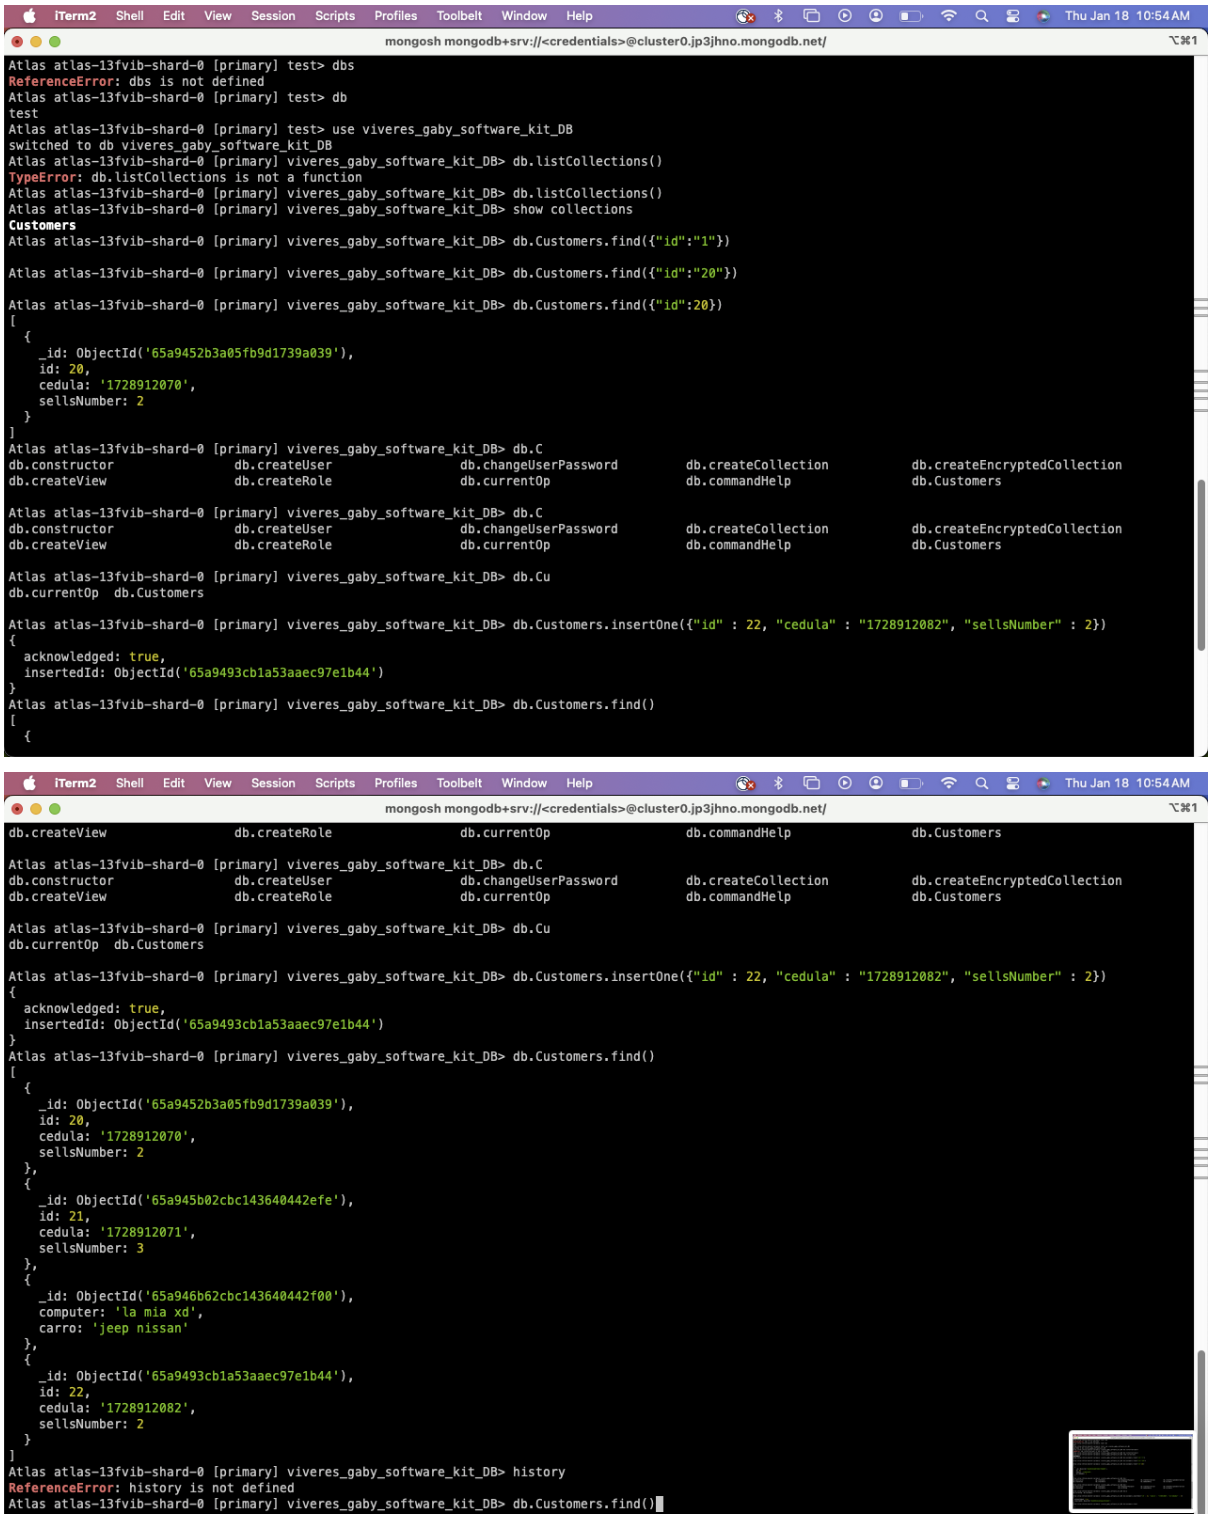 iTerm2 Shell Edit View Session Scripts Profiles Toolbelt Window Help Thu Jan 18 10:54 AM
mongosh mongodb+srv://<credentials>@cluster0.jp3jhno.mongodb.net/ ⌥⌘1
Atlas atlas-13fvib-shard-0 [primary] test> dbs
ReferenceError: dbs is not defined
Atlas atlas-13fvib-shard-0 [primary] test> db
test
Atlas atlas-13fvib-shard-0 [primary] test> use viveres_gaby_software_kit_DB
switched to db viveres_gaby_software_kit_DB
Atlas atlas-13fvib-shard-0 [primary] viveres_gaby_software_kit_DB> db.listCollections()
TypeError: db.listCollections is not a function
Atlas atlas-13fvib-shard-0 [primary] viveres_gaby_software_kit_DB> db.listCollections()
Atlas atlas-13fvib-shard-0 [primary] viveres_gaby_software_kit_DB> show collections
Customers
Atlas atlas-13fvib-shard-0 [primary] viveres_gaby_software_kit_DB> db.Customers.find({"id":"1"})
Atlas atlas-13fvib-shard-0 [primary] viveres_gaby_software_kit_DB> db.Customers.find({"id":"20"})
Atlas atlas-13fvib-shard-0 [primary] viveres_gaby_software_kit_DB> db.Customers.find({"id":20})
[
{
_id: ObjectId('65a9452b3a05fb9d1739a039'),
id: 20,
cedula: '1728912070',
sellsNumber: 2
}
]
Atlas atlas-13fvib-shard-0 [primary] viveres_gaby_software_kit_DB> db.C
db.constructor db.createUser db.changeUserPassword db.createCollection db.createEncryptedCollection
db.createView db.createRole db.currentOp db.commandHelp db.Customers
Atlas atlas-13fvib-shard-0 [primary] viveres_gaby_software_kit_DB> db.C
db.constructor db.createUser db.changeUserPassword db.createCollection db.createEncryptedCollection
db.createView db.createRole db.currentOp db.commandHelp db.Customers
Atlas atlas-13fvib-shard-0 [primary] viveres_gaby_software_kit_DB> db.Cu
db.currentOp db.Customers
Atlas atlas-13fvib-shard-0 [primary] viveres_gaby_software_kit_DB> db.Customers.insertOne({"id" : 22, "cedula" : "1728912082", "sellsNumber" : 2})
{
acknowledged: true,
insertedId: ObjectId('65a9493cb1a53aaec97e1b44')
}
Atlas atlas-13fvib-shard-0 [primary] viveres_gaby_software_kit_DB> db.Customers.find()
[
{
iTerm2 Shell Edit View Session Scripts Profiles Toolbelt Window Help Thu Jan 18 10:54 AM
mongosh mongodb+srv://<credentials>@cluster0.jp3jhno.mongodb.net/ ⌥⌘1
db.createView db.createRole db.currentOp db.commandHelp db.Customers
Atlas atlas-13fvib-shard-0 [primary] viveres_gaby_software_kit_DB> db.C
db.constructor db.createUser db.changeUserPassword db.createCollection db.createEncryptedCollection
db.createView db.createRole db.currentOp db.commandHelp db.Customers
Atlas atlas-13fvib-shard-0 [primary] viveres_gaby_software_kit_DB> db.Cu
db.currentOp db.Customers
Atlas atlas-13fvib-shard-0 [primary] viveres_gaby_software_kit_DB> db.Customers.insertOne({"id" : 22, "cedula" : "1728912082", "sellsNumber" : 2})
{
acknowledged: true,
insertedId: ObjectId('65a9493cb1a53aaec97e1b44')
}
Atlas atlas-13fvib-shard-0 [primary] viveres_gaby_software_kit_DB> db.Customers.find()
[
{
_id: ObjectId('65a9452b3a05fb9d1739a039'),
id: 20,
cedula: '1728912070',
sellsNumber: 2
},
{
_id: ObjectId('65a945b02cbc143640442efe'),
id: 21,
cedula: '1728912071',
sellsNumber: 3
},
{
_id: ObjectId('65a946b62cbc143640442f00'),
computer: 'la mia xd',
carro: 'jeep nissan'
},
{
_id: ObjectId('65a9493cb1a53aaec97e1b44'),
id: 22,
cedula: '1728912082',
sellsNumber: 2
}
]
Atlas atlas-13fvib-shard-0 [primary] viveres_gaby_software_kit_DB> history
ReferenceError: history is not defined
Atlas atlas-13fvib-shard-0 [primary] viveres_gaby_software_kit_DB> db.Customers.find()